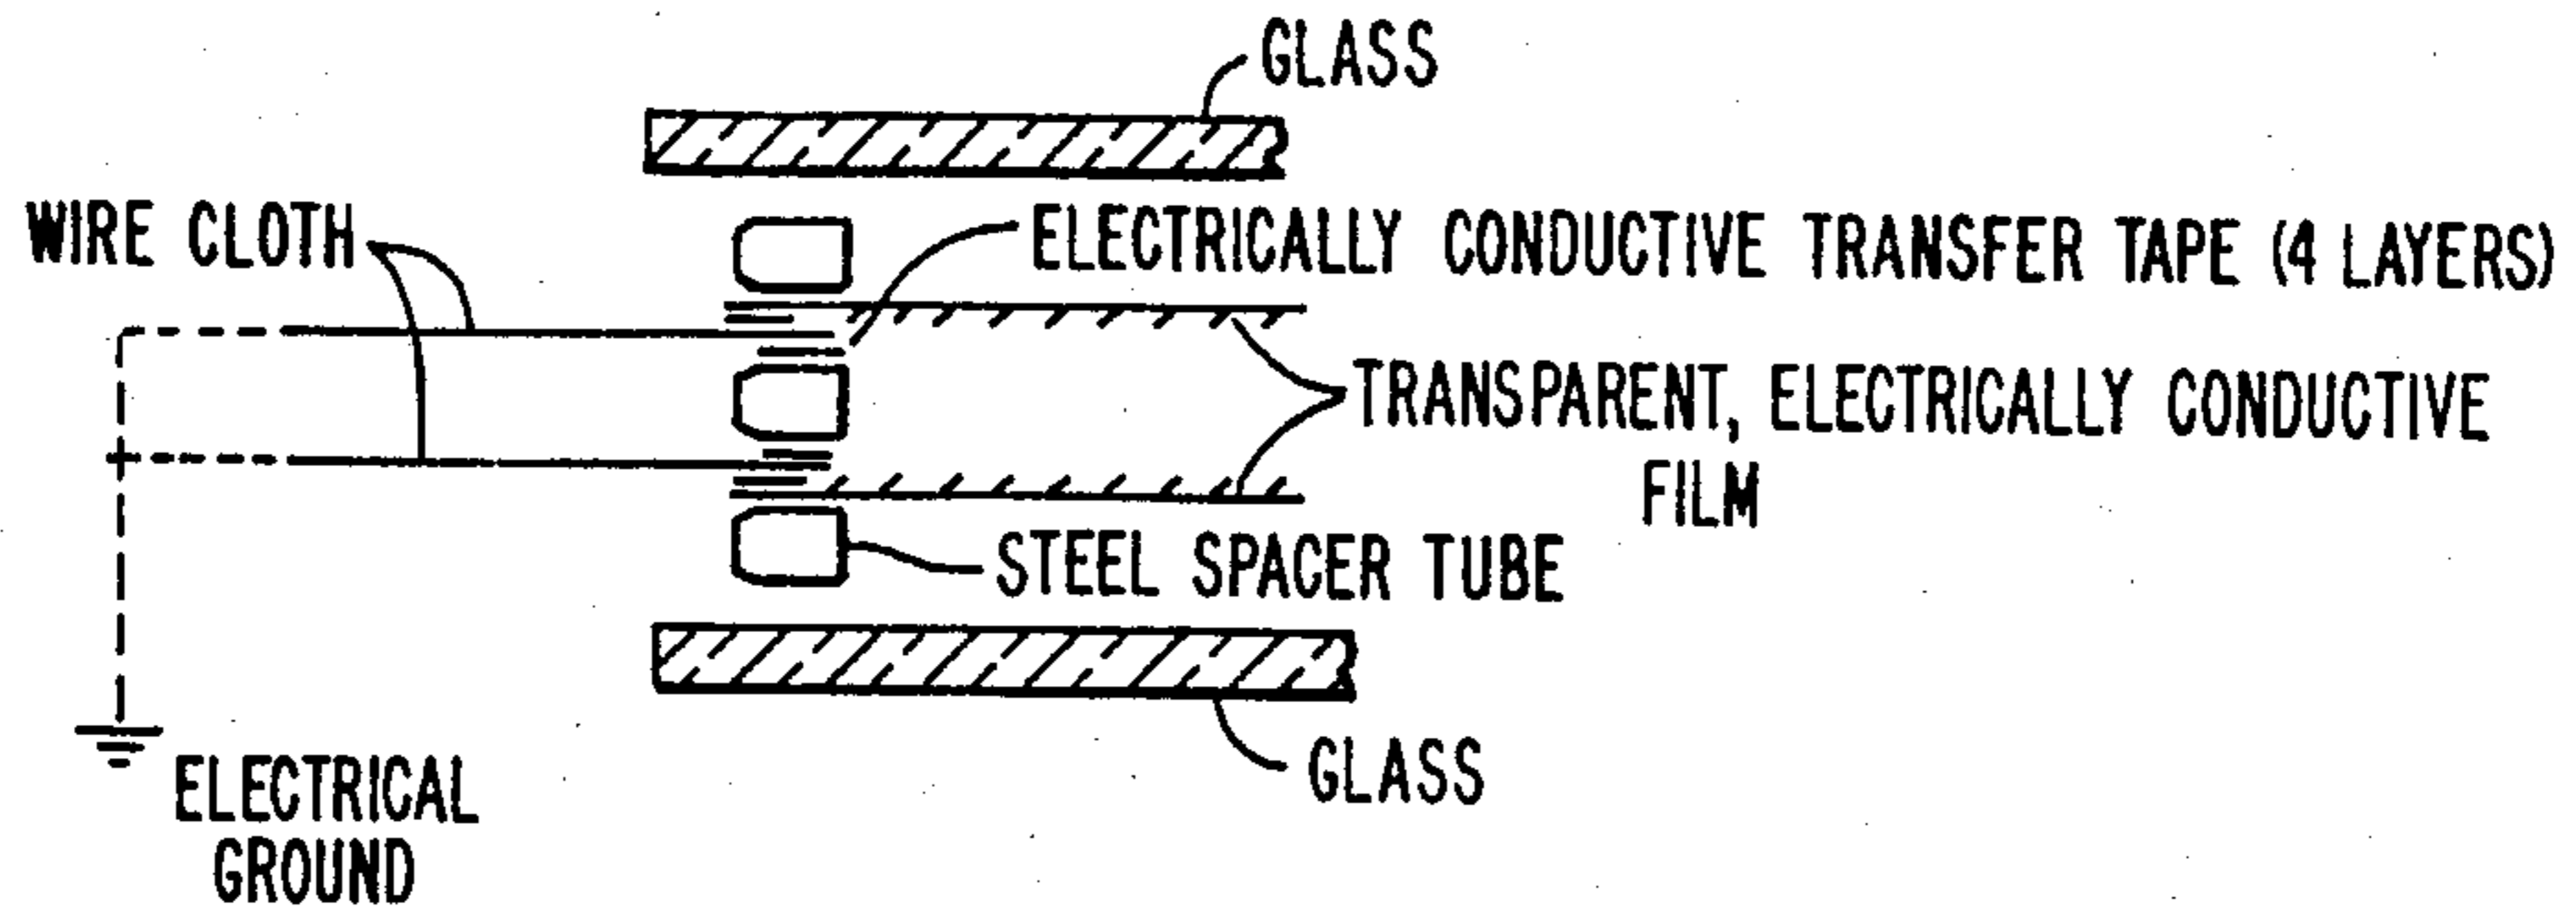 GLASS
WIRE CLOTH
ELECTRICALLY CONDUCTIVE TRANSFER TAPE (4 LAYERS)
TRANSPARENT, ELECTRICALLY CONDUCTIVE
FILM
STEEL SPACER TUBE
GLASS
ELECTRICAL
GROUND